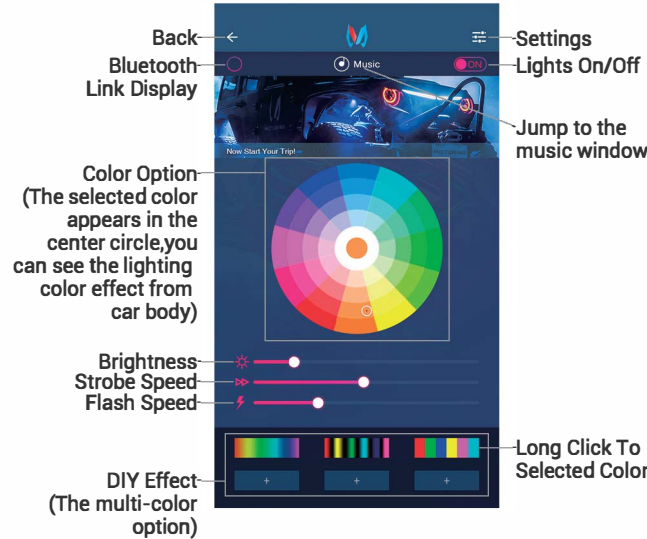 Back
Settings
Bluetooth
Link Display
Music
ON
Lights On/Off
Jump to the
music window
Now Start Your Trip!
Color Option
(The selected color
appears in the
center circle,you
can see the lighting
color effect from
car body)
Brightness
Strobe Speed
Flash Speed
Long Click To
Selected Color
+
+
+
DIY Effect
(The multi-color
option)